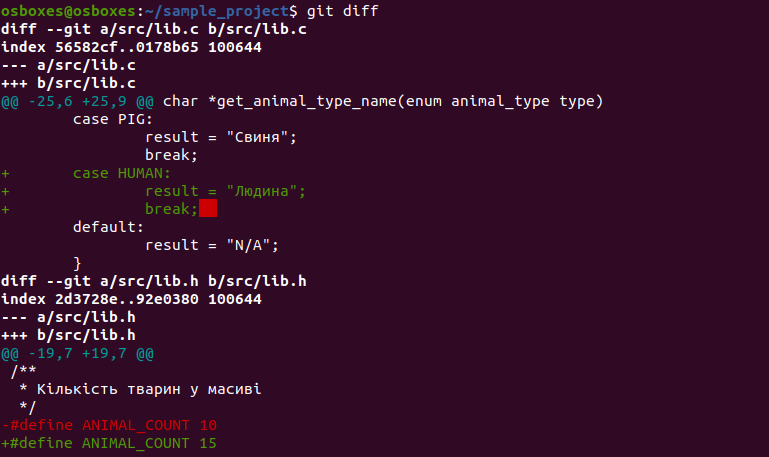 osboxes@osboxes:~/sample_project$ git diff
diff --git a/src/lib.c b/src/lib.c
index 56582cf..0178b65 100644
--- a/src/lib.c
+++ b/src/lib.c
@@ -25,6 +25,9 @@ char *get_animal_type_name(enum animal_type type)
        case PIG:
                result = "Свиня";
                break;
+       case HUMAN:
+               result = "Людина";
+               break;
        default:
                result = "N/A";
        }
diff --git a/src/lib.h b/src/lib.h
index 2d3728e..92e0380 100644
--- a/src/lib.h
+++ b/src/lib.h
@@ -19,7 +19,7 @@
 /**
  * Кількість тварин у масиві
  */
-#define ANIMAL_COUNT 10
+#define ANIMAL_COUNT 15